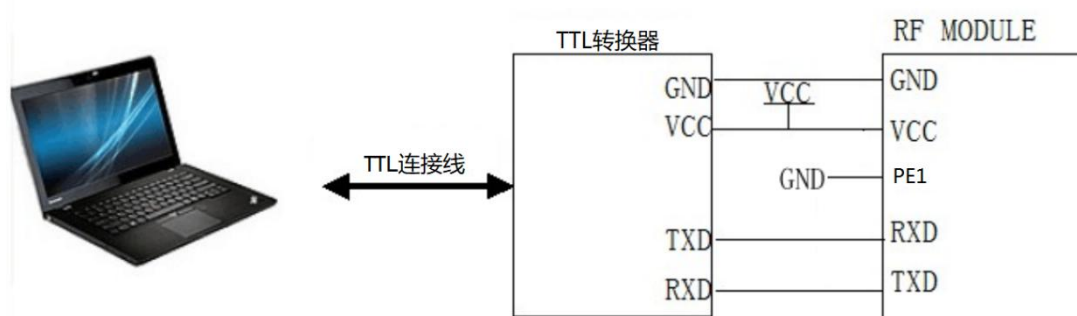 TTL转换器
RF MODULE
GND
VCC
TTL连接线
VCC
GND
VCC
GND
PE1
TXD
RXD
RXD
TXD